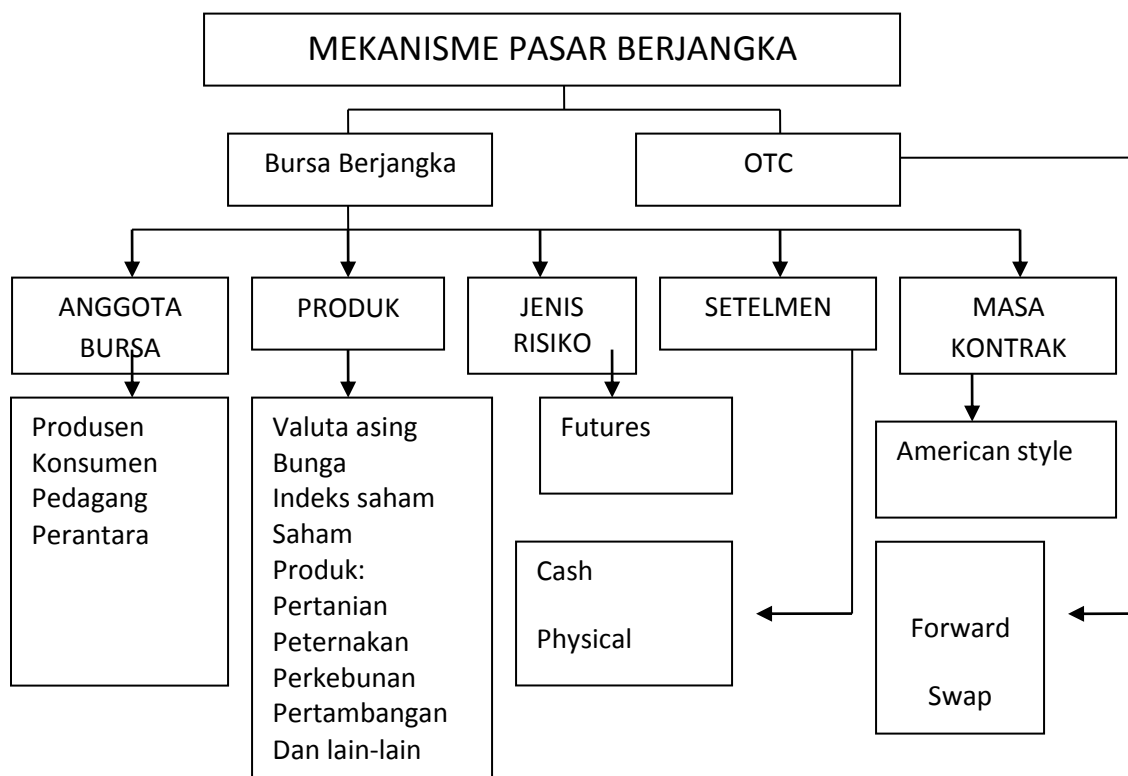 MEKANISME PASAR BERJANGKA
Bursa Berjangka
OTC
ANGGOTA
BURSA
PRODUK
JENIS
RISIKO
SETELMEN
MASA
KONTRAK
Produsen
Konsumen
Pedagang
Perantara
Valuta asing
Bunga
Indeks saham
Saham
Produk:
Pertanian
Peternakan
Perkebunan
Pertambangan
Dan lain-lain
Futures
American style
Cash
Physical
Forward
Swap